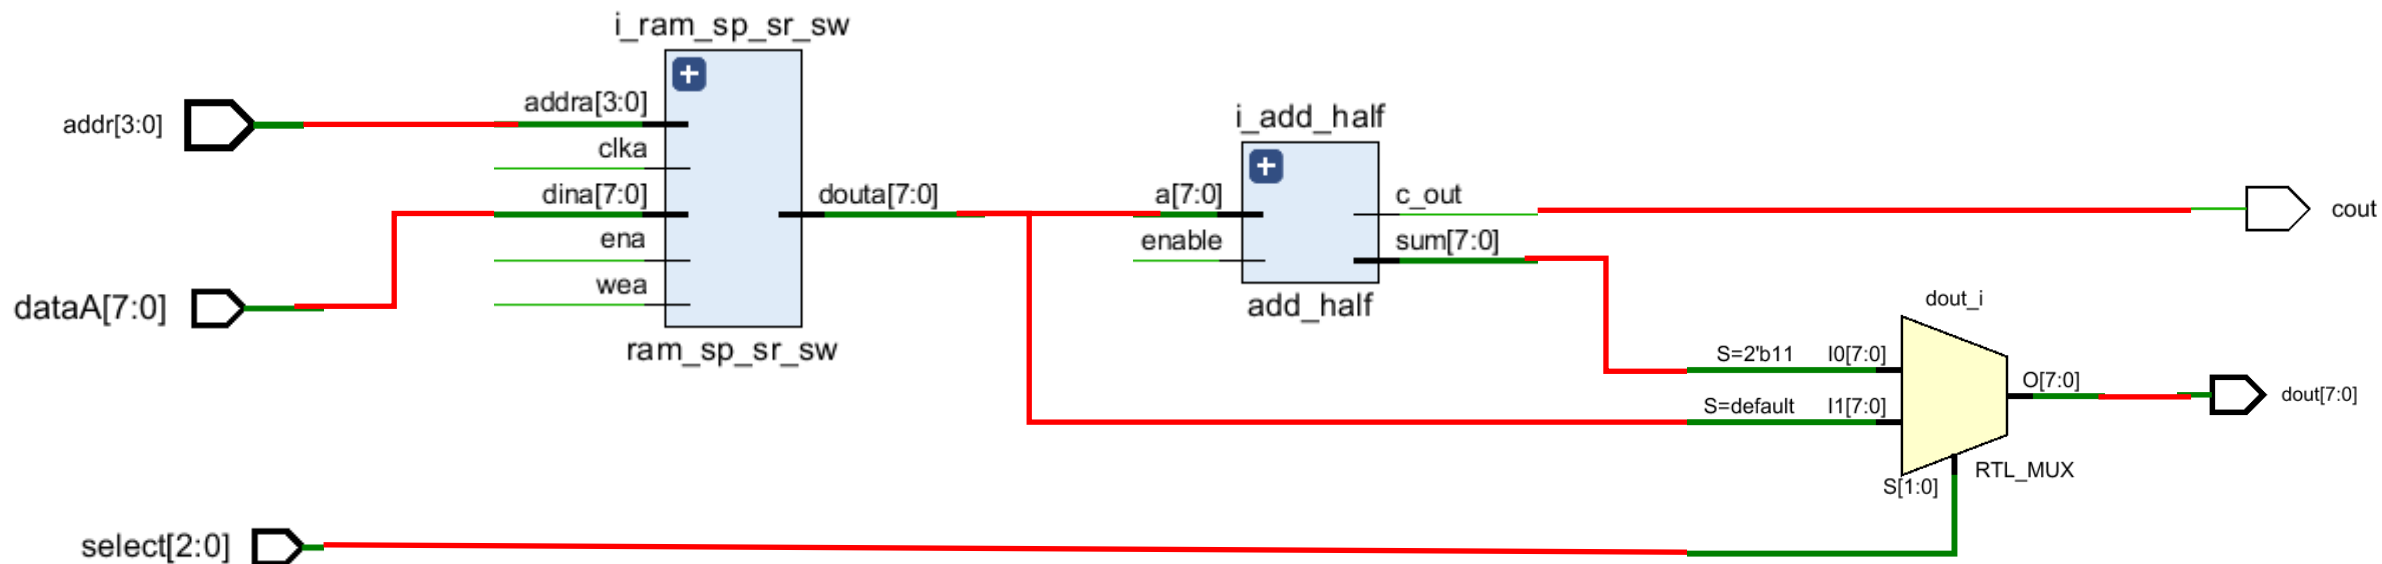 i_ram_sp_sr_sw
addr[3:0]
addra[3:0]
clka
dina[7:0]
ena
wea
douta[7:0]
ram_sp_sr_sw
dataA[7:0]
i_add_half
a[7:0]
enable
c_out
sum[7:0]
add_half
cout
dout_i
S=2'b11 I0[7:0]
S=default I1[7:0]
O[7:0]
dout[7:0]
RTL_MUX
S[1:0]
select[2:0]